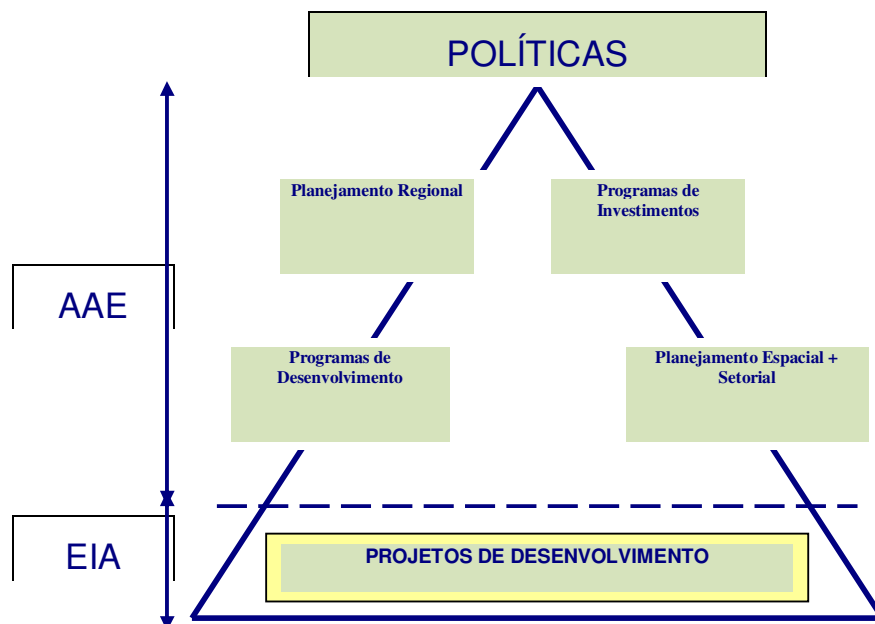 POLÍTICAS
Planejamento Regional
Programas de
Investimentos
AAE
Programas de
Desenvolvimento
Planejamento Espacial +
Setorial
EIA
PROJETOS DE DESENVOLVIMENTO